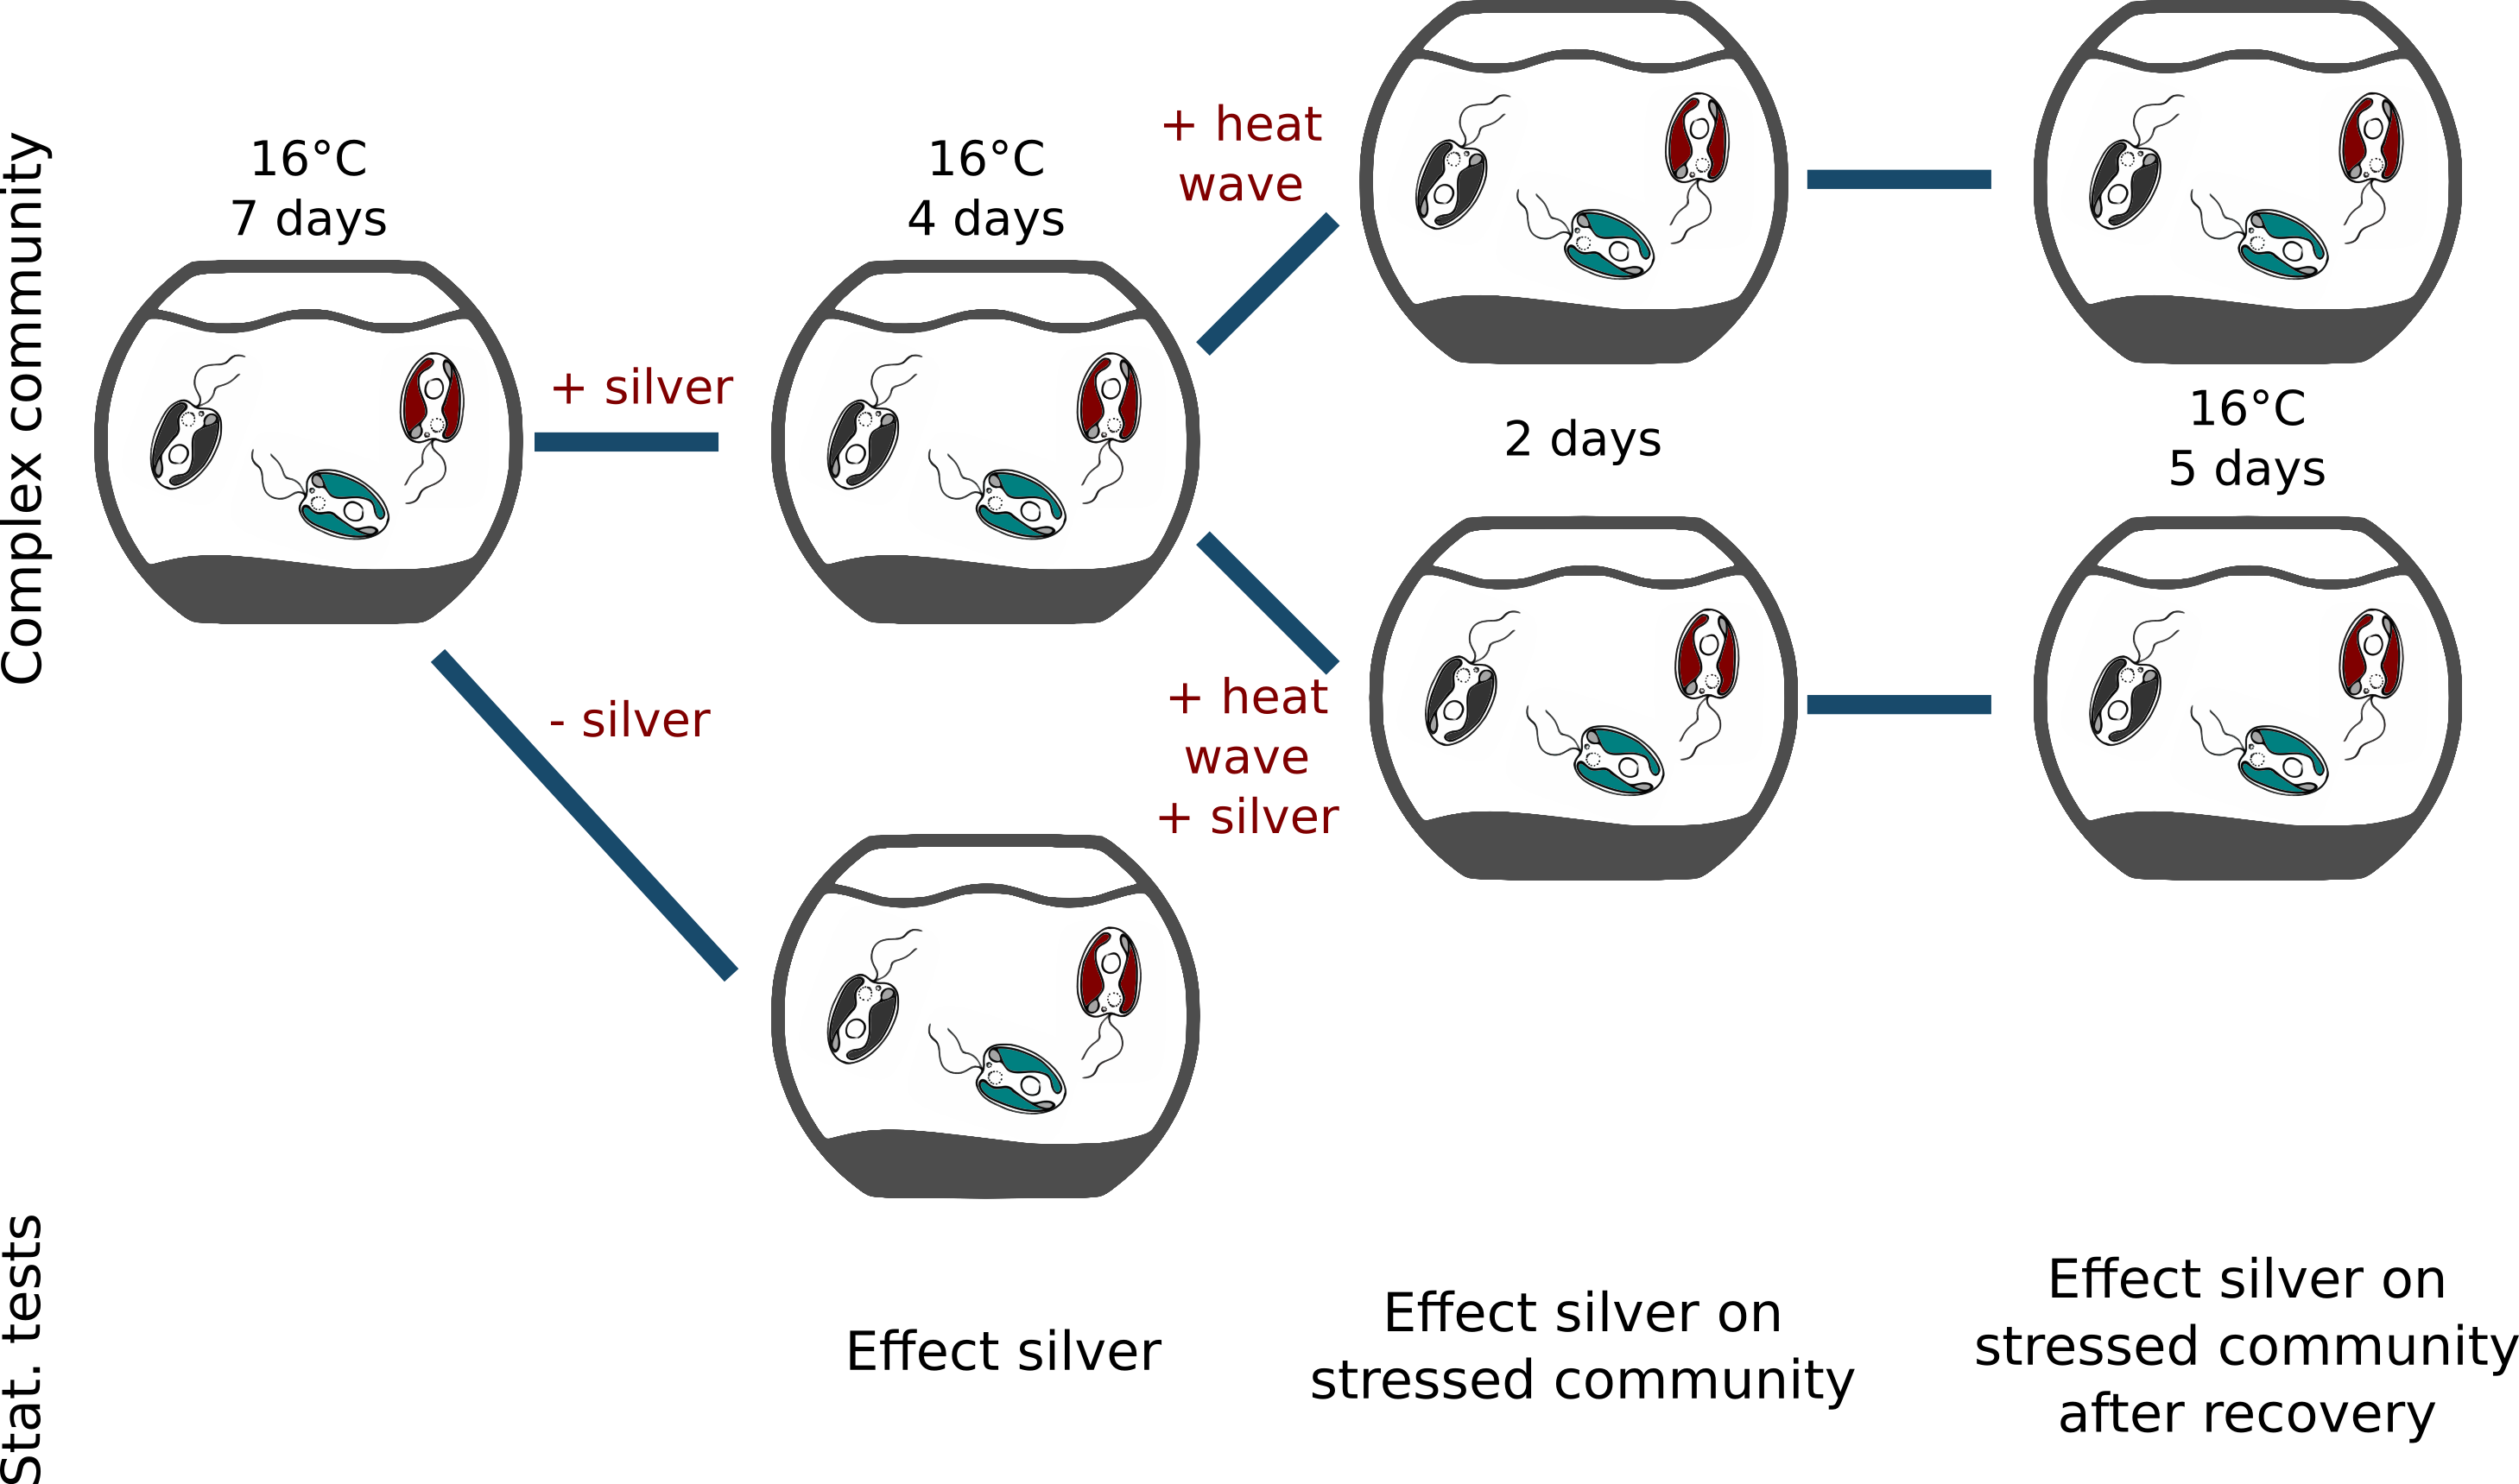 Complex community
16°C
7 days
+ silver
- silver
16°C
4 days
+ heat
wave
+ heat
wave
+ silver
2 days
16°C
5 days
Stat. tests
Effect silver
Effect silver on
stressed community
Effect silver on
stressed community
after recovery